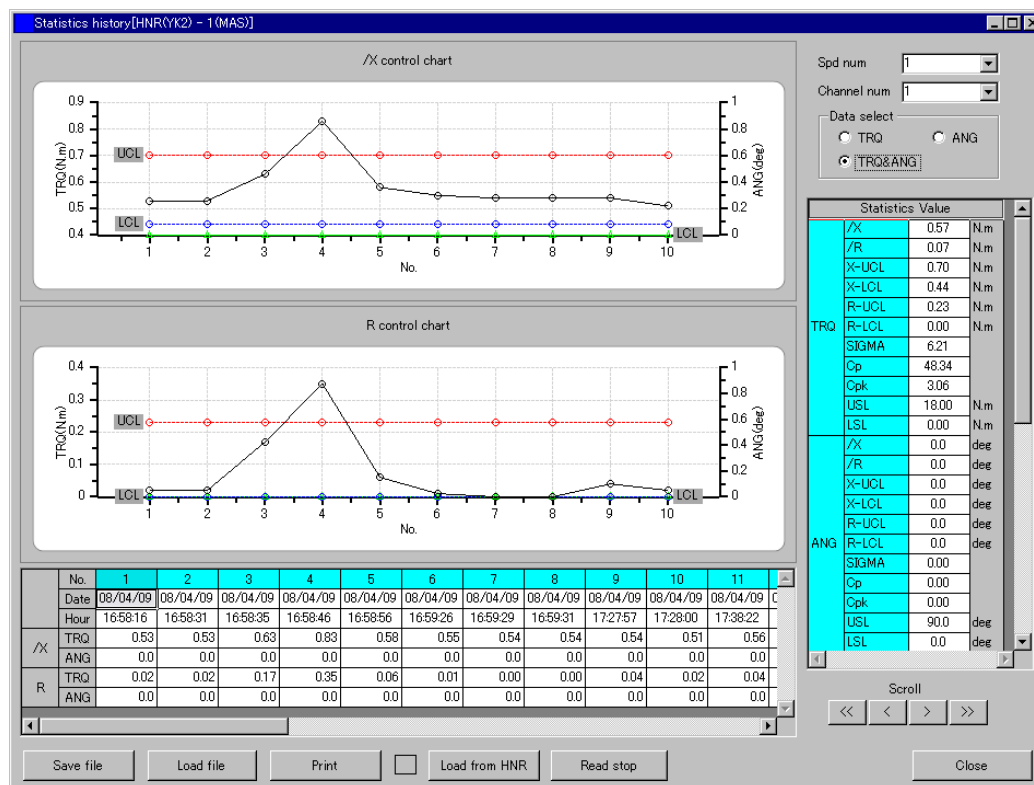 Statistics history[HNR(YK2) - 1(MAS)]
/X control chart
0.9
0.8
0.7
0.6
0.5
0.4
TRQ(N.m)
UCL
LCL
1
0.8
0.6
0.4
0.2
0
ANG(deg)
LCL
1 2 3 4 5 6 7 8 9 10
No.
R control chart
0.4
0.3
0.2
0.1
0
TRQ(N.m)
UCL
LCL
1
0.8
0.6
0.4
0.2
0
ANG(deg)
LCL
1 2 3 4 5 6 7 8 9 10
No.
No. 1 2 3 4 5 6 7 8 9 10 11
Date 08/04/09 08/04/09 08/04/09 08/04/09 08/04/09 08/04/09 08/04/09 08/04/09 08/04/09 08/04/09 08/04/09
Hour 16:58:16 16:58:31 16:58:35 16:58:46 16:58:56 16:59:26 16:59:29 16:59:31 17:27:57 17:28:00 17:38:22
/X TRQ 0.53 0.53 0.63 0.83 0.58 0.55 0.54 0.54 0.54 0.51 0.56
ANG 0.0 0.0 0.0 0.0 0.0 0.0 0.0 0.0 0.0 0.0 0.0
R TRQ 0.02 0.02 0.17 0.35 0.06 0.01 0.00 0.00 0.04 0.02 0.04
ANG 0.0 0.0 0.0 0.0 0.0 0.0 0.0 0.0 0.0 0.0 0.0
Save file Load file Print Load from HNR Read stop
Spd num 1
Channel num 1
Data select
TRQ ANG
TRQ&ANG
Statistics Value
TRQ
/X 0.57 N.m
/R 0.07 N.m
X-UCL 0.70 N.m
X-LCL 0.44 N.m
R-UCL 0.23 N.m
R-LCL 0.00 N.m
SIGMA 6.21
Cp 48.34
Cpk 3.06
USL 18.00 N.m
LSL 0.00 N.m
ANG
/X 0.0 deg
/R 0.0 deg
X-UCL 0.0 deg
X-LCL 0.0 deg
R-UCL 0.0 deg
R-LCL 0.0 deg
SIGMA 0.00
Cp 0.00
Cpk 0.00
USL 90.0 deg
LSL 0.0 deg
Scroll
<< < > >>
Close